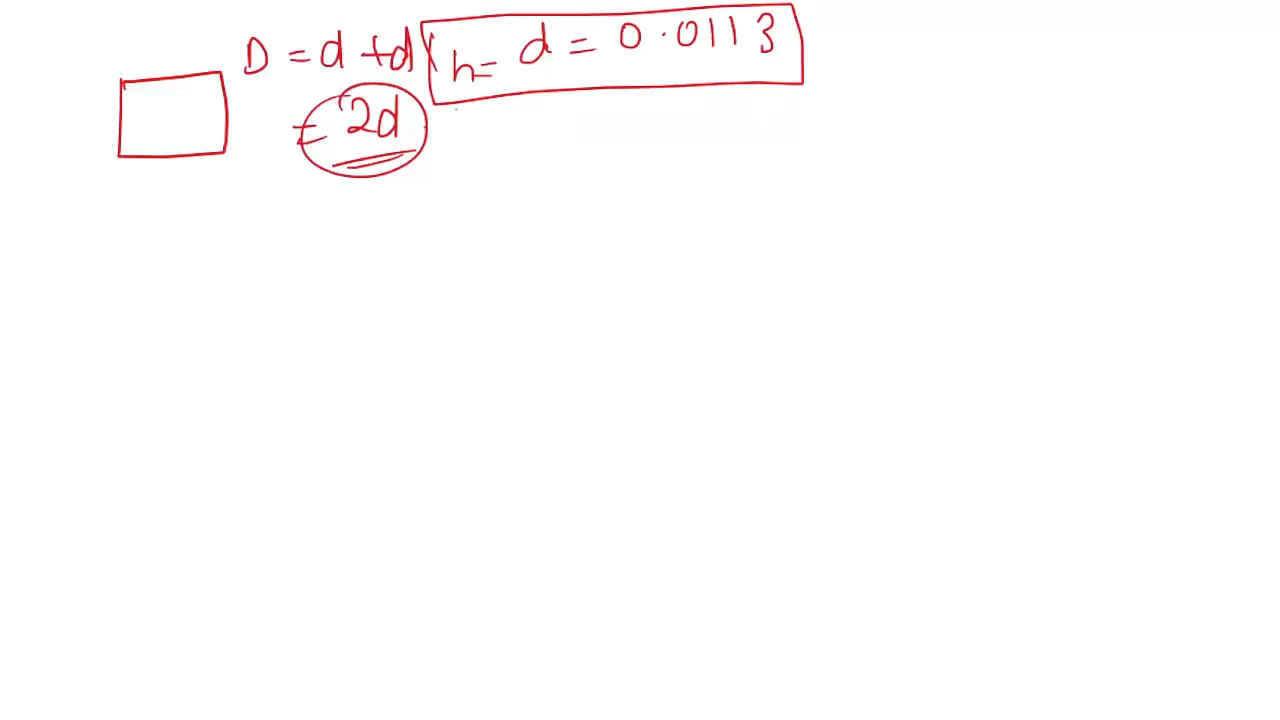 D = d + d
h = d = 0.0113
= 2d